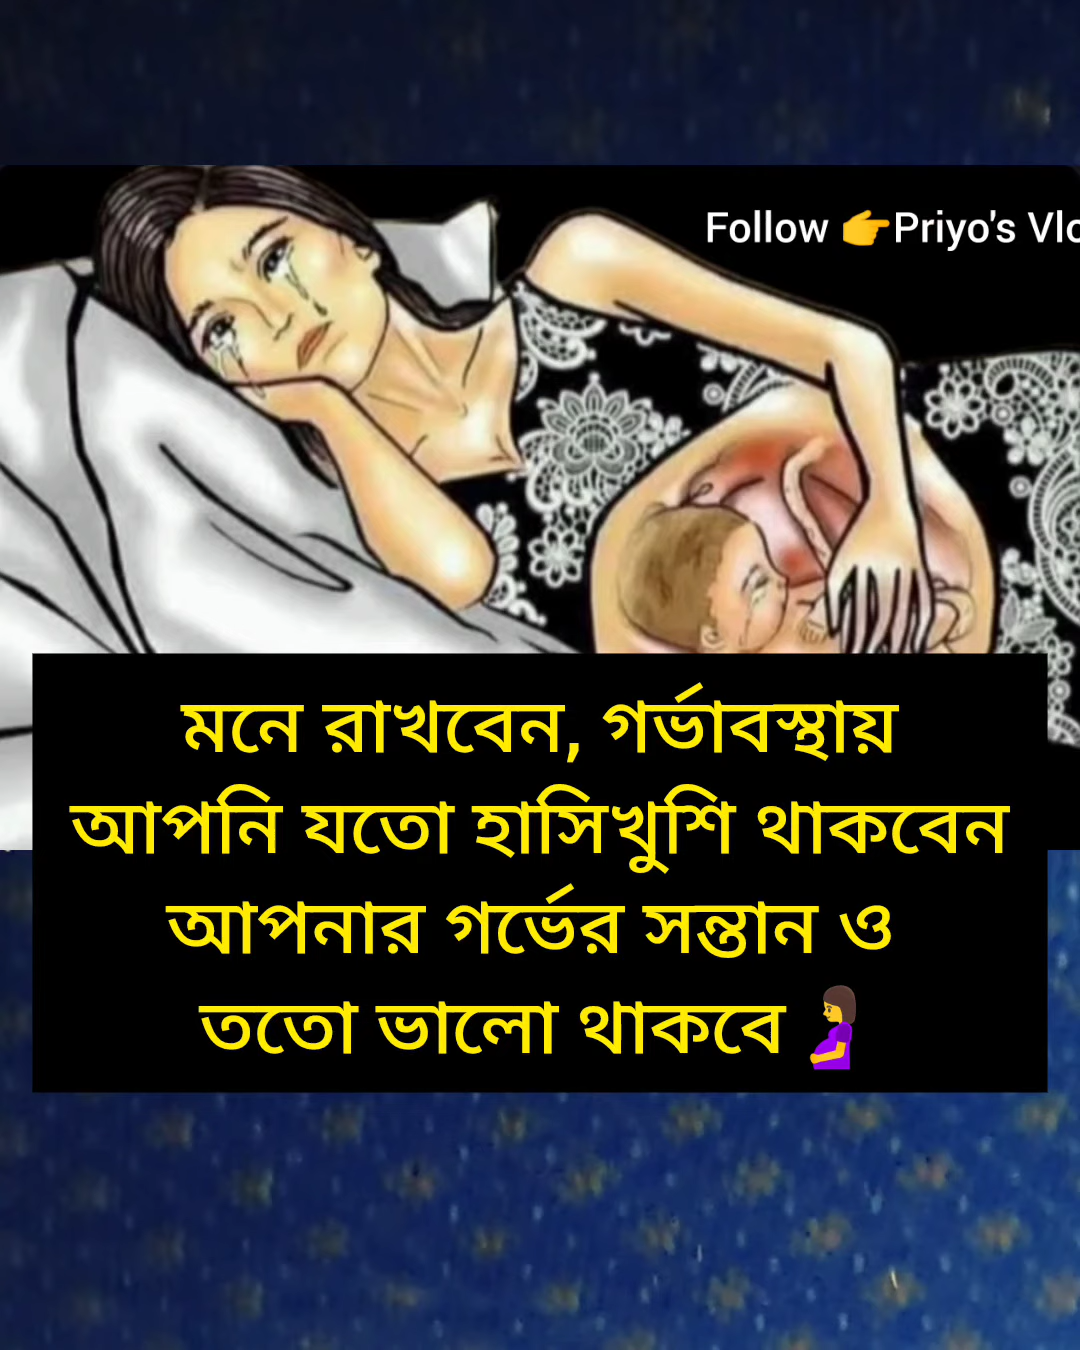 Follow 👉Priyo's Vlo
মনে রাখবেন, গর্ভাবস্থায়
আপনি যতো হাসিখুশি থাকবেন
আপনার গর্ভের সন্তান ও
ততো ভালো থাকবে 🤰